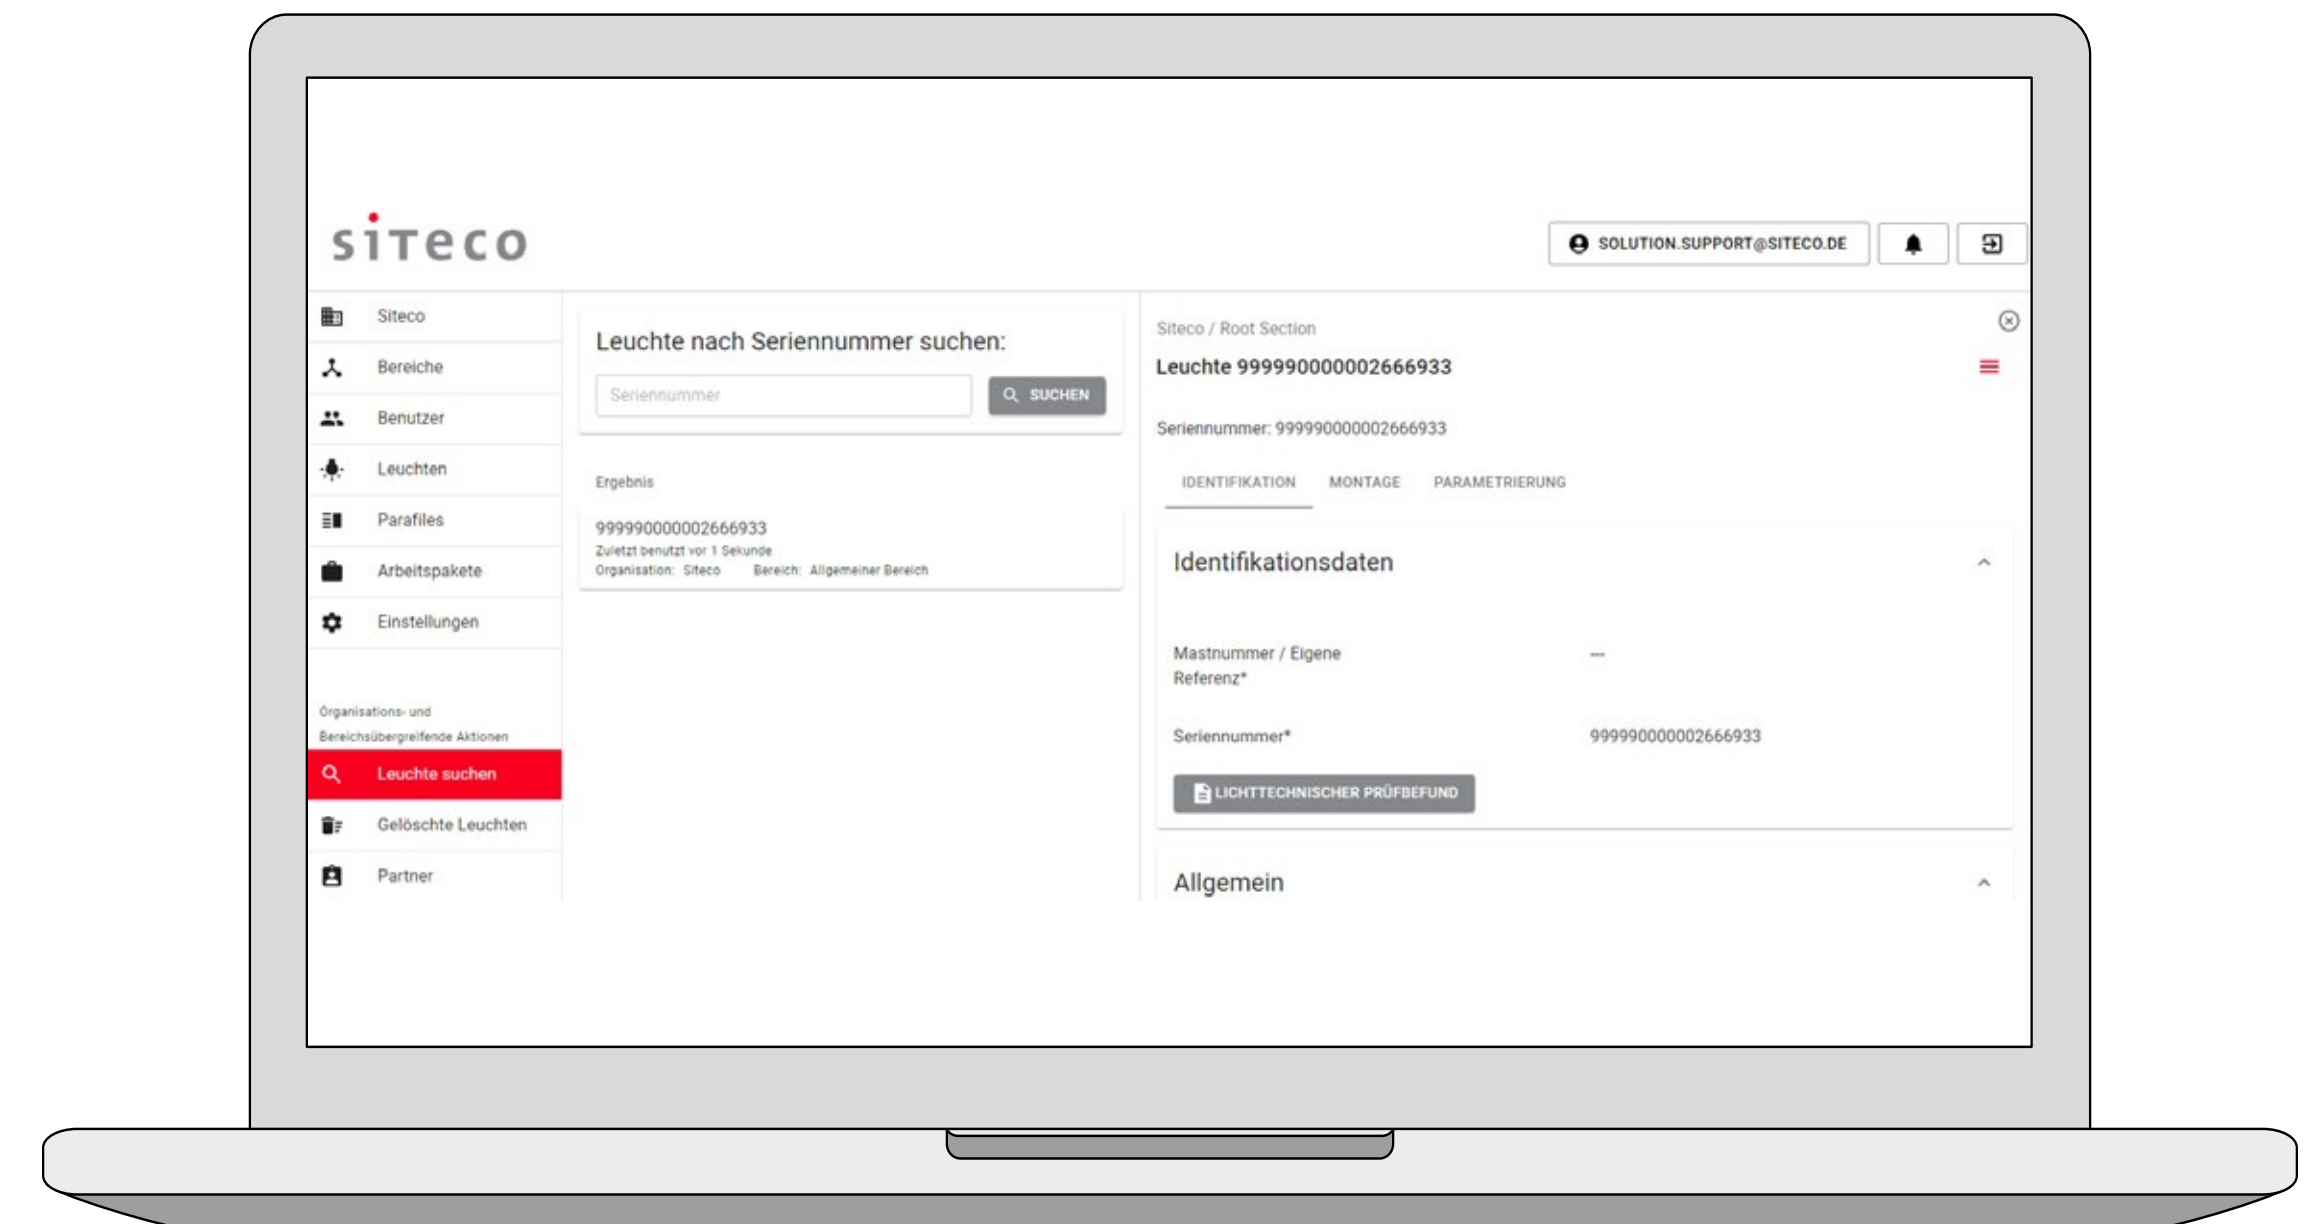 siteco
SOLUTION.SUPPORT@SITECO.DE
Siteco
Bereiche
Benutzer
Leuchten
Parafiles
Arbeitspakete
Einstellungen
Organisations- und
Bereichsübergreifende Aktionen
Leuchte suchen
Gelöschte Leuchten
Partner
Leuchte nach Seriennummer suchen:
Seriennummer
SUCHEN
Ergebnis
999990000002666933
Zuletzt benutzt vor 1 Sekunde
Organisation: Siteco Bereich: Allgemeiner Bereich
Siteco / Root Section
Leuchte 999990000002666933
Seriennummer: 999990000002666933
IDENTIFIKATION MONTAGE PARAMETRIERUNG
Identifikationsdaten
Mastnummer / Eigene ---
Referenz*
Seriennummer* 999990000002666933
LICHTTECHNISCHER PRÜFBEFUND
Allgemein